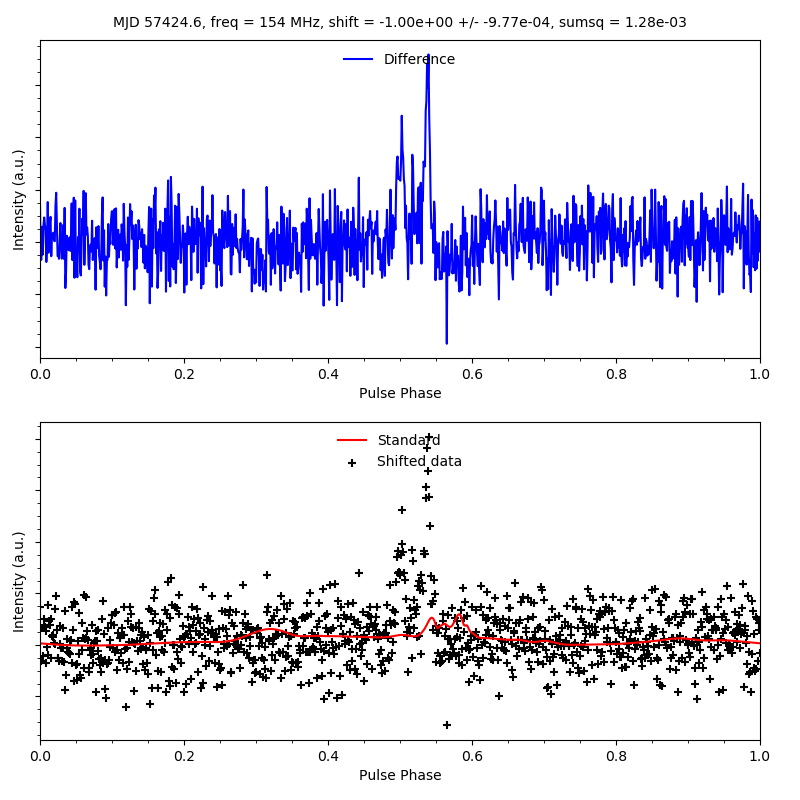 MJD 57424.6, freq = 154 MHz, shift = -1.00e+00 +/- -9.77e-04, sumsq = 1.28e-03
Difference
Intensity (a.u.)
0.0 0.2 0.4 0.6 0.8 1.0
Pulse Phase
Standard
Shifted data
Intensity (a.u.)
0.0 0.2 0.4 0.6 0.8 1.0
Pulse Phase